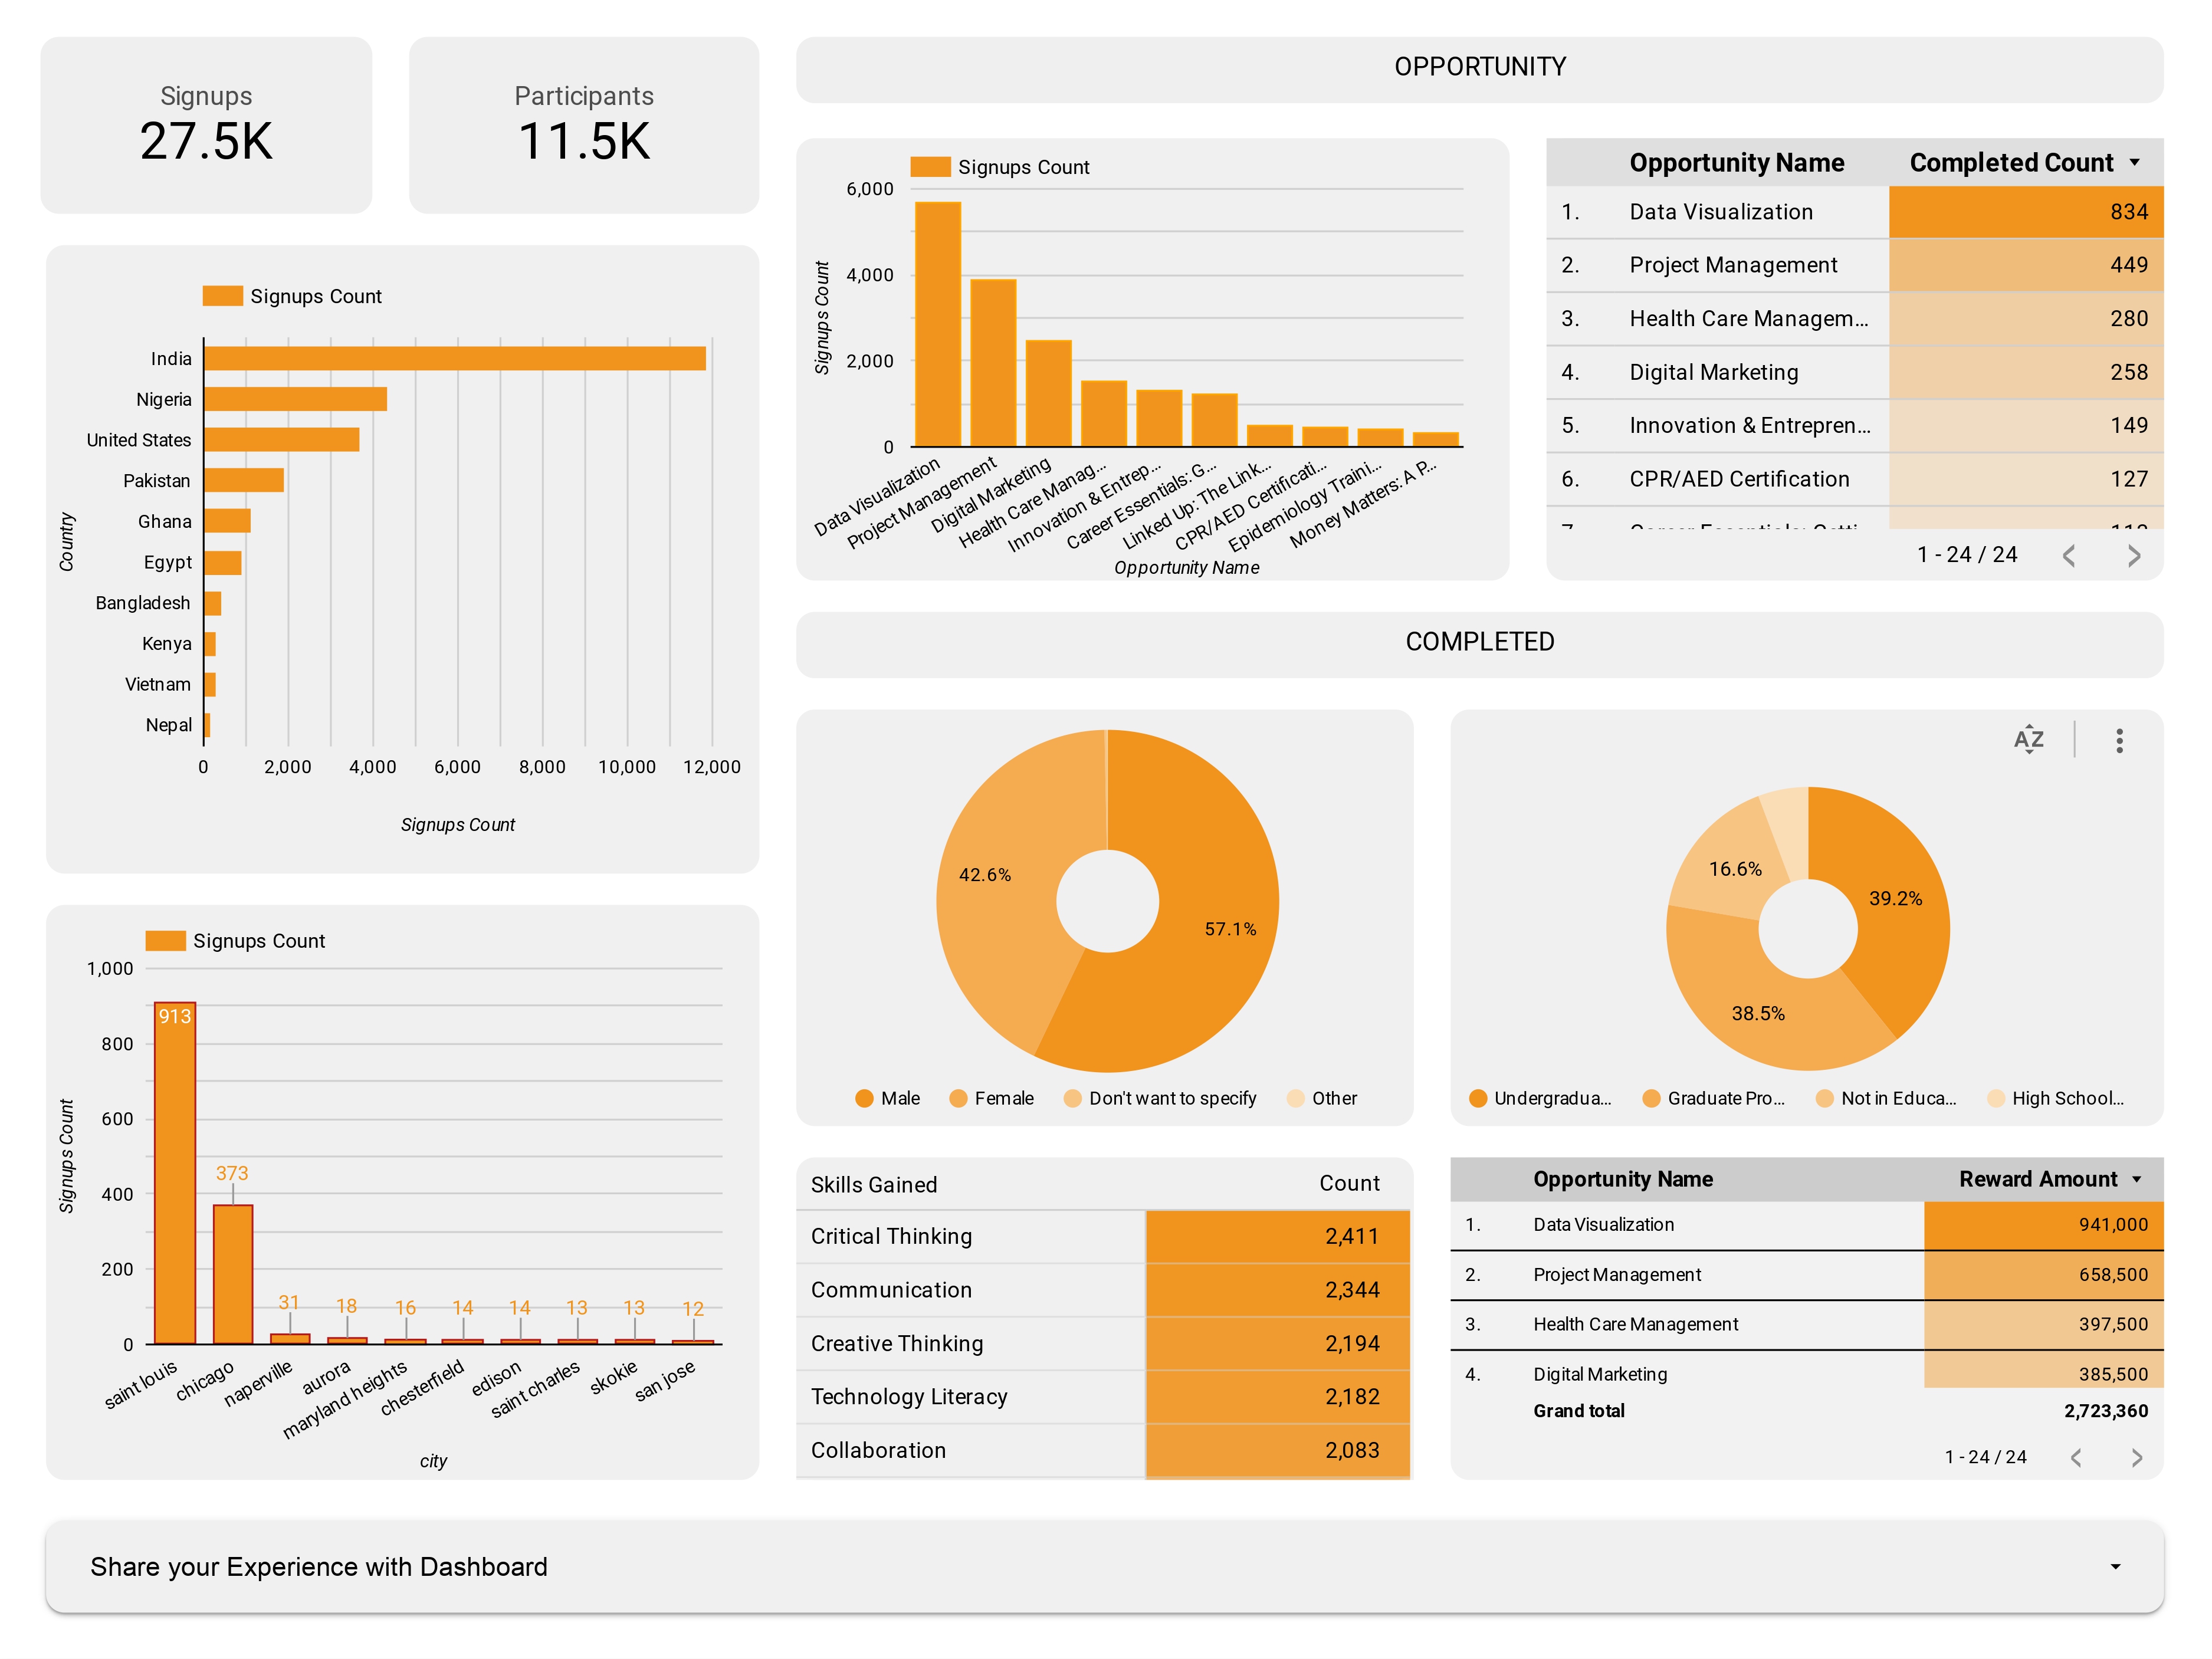 Signups
27.5K
Participants
11.5K
Signups Count
India
Nigeria
United States
Pakistan
Ghana
Egypt
Bangladesh
Kenya
Vietnam
Nepal
Country
0 2,000 4,000 6,000 8,000 10,000 12,000
Signups Count
Signups Count
1,000
800
600
400
200
0
Signups Count
913 373 31 18 16 14 14 13 13 12
saint louis chicago naperville aurora maryland heights chesterfield edison saint charles skokie san jose
city
OPPORTUNITY
Signups Count
6,000
4,000
2,000
0
Signups Count
Data Visualization
Project Management
Digital Marketing
Health Care Manag...
Innovation & Entrep...
Career Essentials: G...
Linked Up: The Link...
CPR/AED Certificati...
Epidemiology Traini...
Money Matters: A P...
Opportunity Name
Opportunity Name Completed Count
1. Data Visualization 834
2. Project Management 449
3. Health Care Managem... 280
4. Digital Marketing 258
5. Innovation & Entrepren... 149
6. CPR/AED Certification 127
1 - 24 / 24
COMPLETED
42.6%
57.1%
Male Female Don't want to specify Other
AZ
16.6%
39.2%
38.5%
Undergradua... Graduate Pro... Not in Educa... High School...
Skills Gained Count
Critical Thinking 2,411
Communication 2,344
Creative Thinking 2,194
Technology Literacy 2,182
Collaboration 2,083
Opportunity Name Reward Amount
1. Data Visualization 941,000
2. Project Management 658,500
3. Health Care Management 397,500
4. Digital Marketing 385,500
Grand total 2,723,360
1 - 24 / 24
Share your Experience with Dashboard